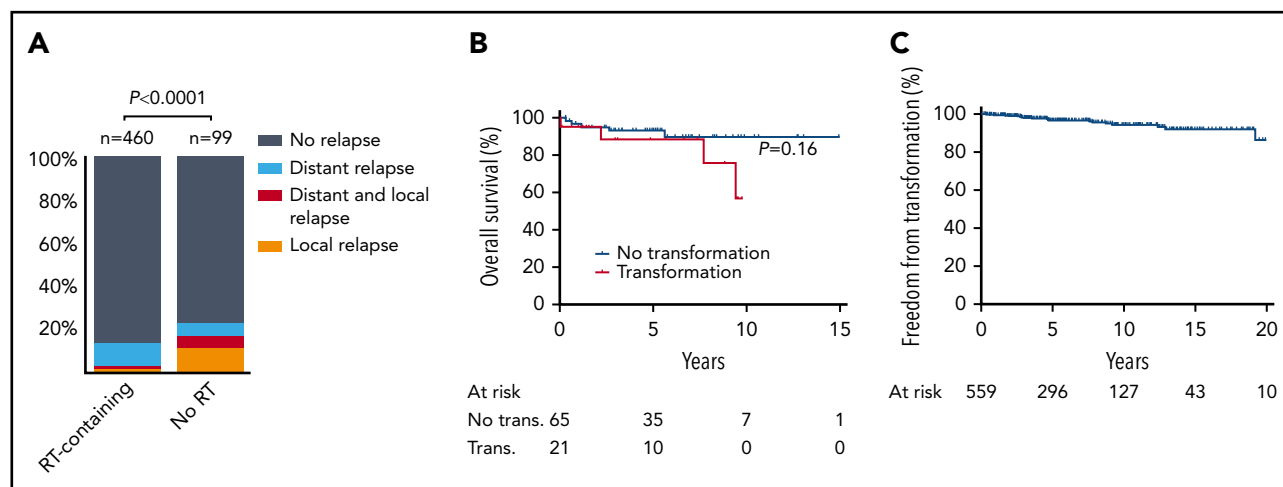 A
P<0.0001
n=460 n=99
100%
80%
60%
40%
20%
RT-containing
No RT
No relapse
Distant relapse
Distant and local
relapse
Local relapse
B
Overall survival (%)
100
80
60
40
20
0
P=0.16
No transformation
Transformation
0 5 10 15
Years
At risk
No trans. 65 35 7 1
Trans. 21 10 0 0
C
Freedom from transformation (%)
100
80
60
40
20
0
0 5 10 15 20
Years
At risk 559 296 127 43 10